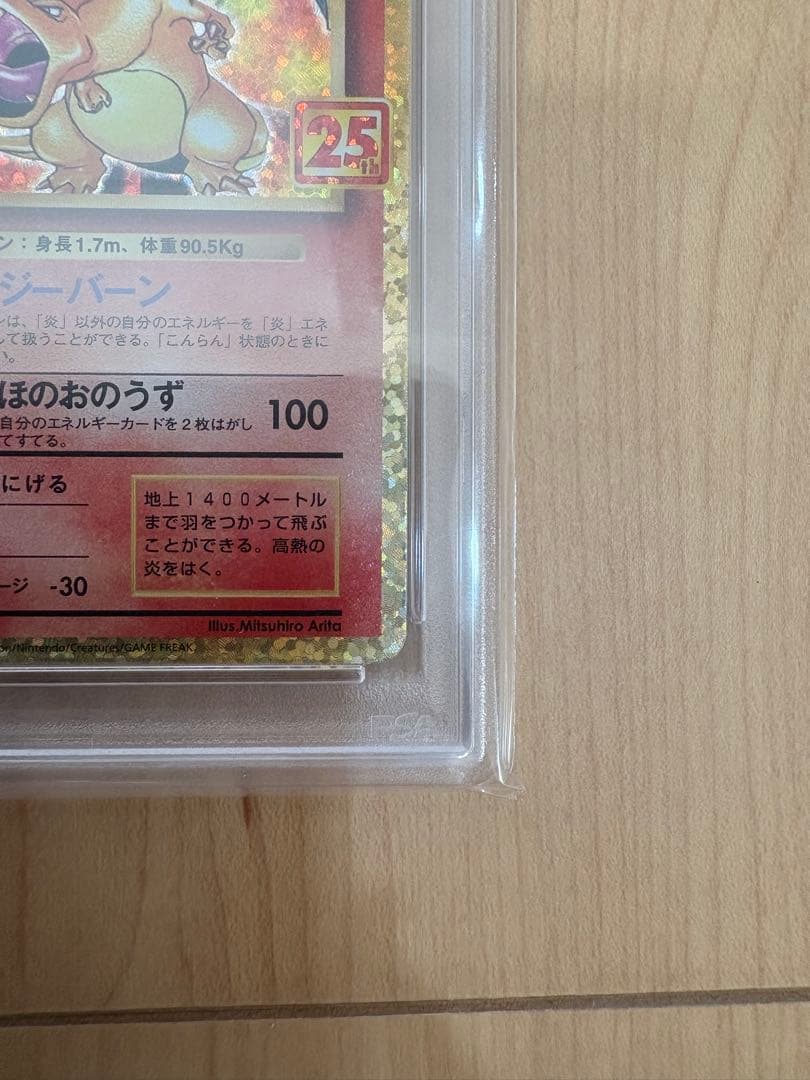 25th
ン：身長1.7m、体重90.5Kg
ジーバーン
は、「炎」以外の自分のエネルギーを「炎」エネ
して扱うことができる。「こんらん」状態のときに
い。
ほのおのうず 100
自分のエネルギーカードを2枚はがし
てすてる。
にげる
地上1400メートル
まで羽をつかって飛ぶ
ことができる。高熱の
炎をはく。
ージ -30
Illus.Mitsuhiro Arita
on/Nintendo/Creatures/GAME FREAK
PSA